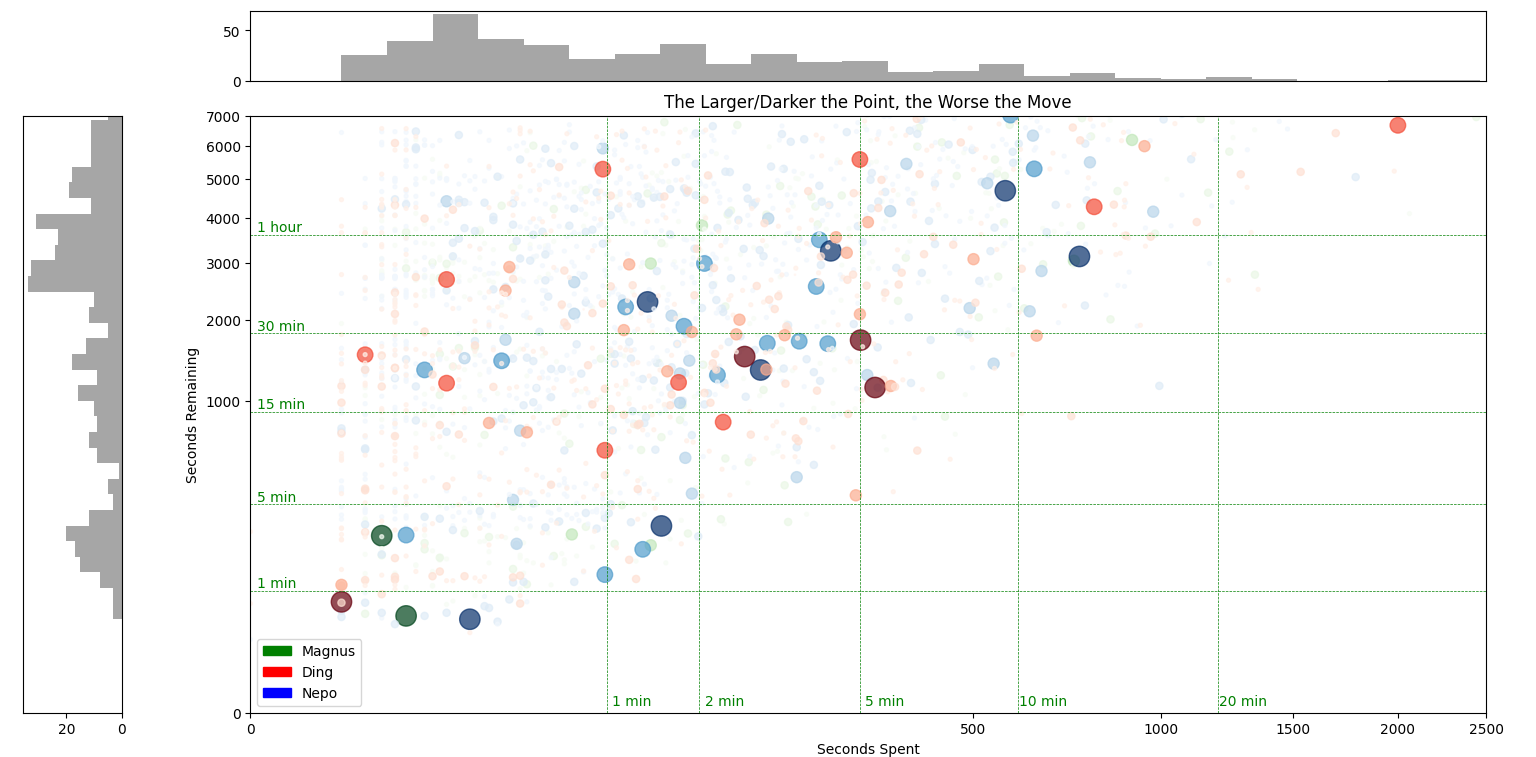 50
0
The Larger/Darker the Point, the Worse the Move
7000
6000
5000
4000
1 hour
3000
2000
30 min
Seconds Remaining
1000
15 min
5 min
1 min
Magnus
Ding
Nepo
1 min
2 min
5 min
10 min
20 min
0
20
0
0
500
1000
1500
2000
2500
Seconds Spent